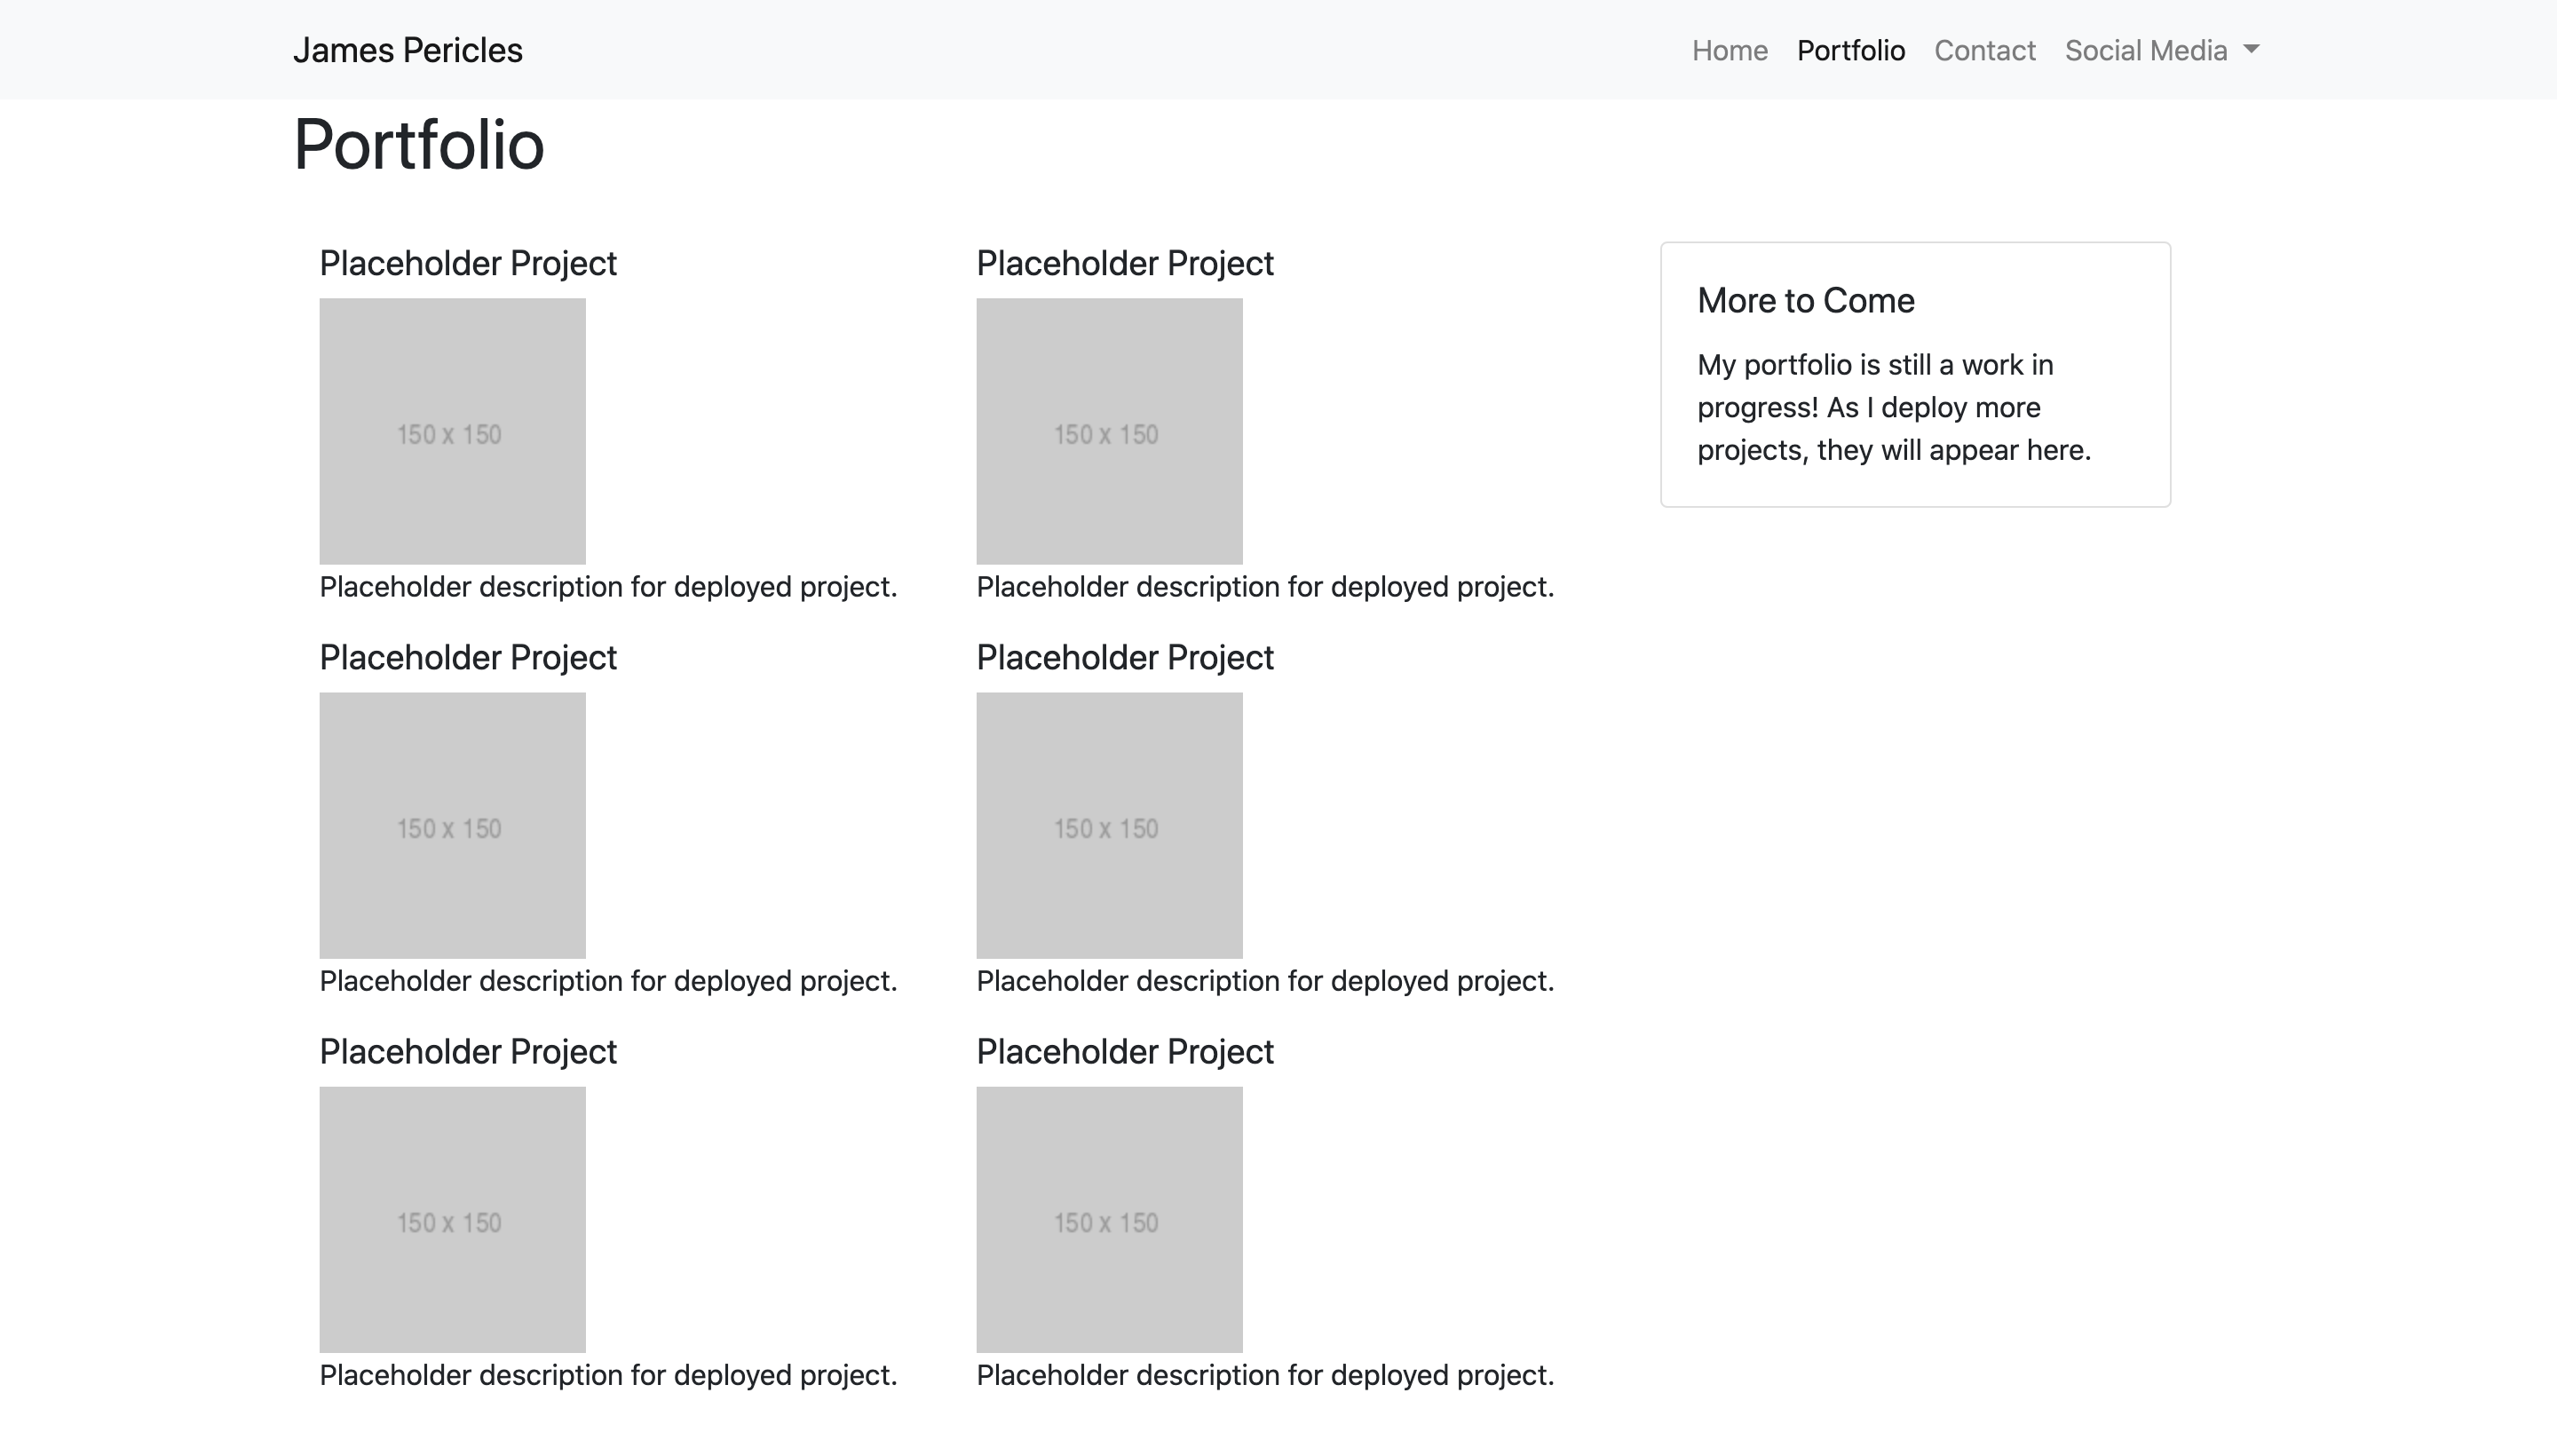 James Pericles
Home Portfolio Contact Social Media
Portfolio
Placeholder Project
150 x 150
Placeholder description for deployed project.
Placeholder Project
150 x 150
Placeholder description for deployed project.
More to Come
My portfolio is still a work in
progress! As I deploy more
projects, they will appear here.
Placeholder Project
150 x 150
Placeholder description for deployed project.
Placeholder Project
150 x 150
Placeholder description for deployed project.
Placeholder Project
150 x 150
Placeholder description for deployed project.
Placeholder Project
150 x 150
Placeholder description for deployed project.